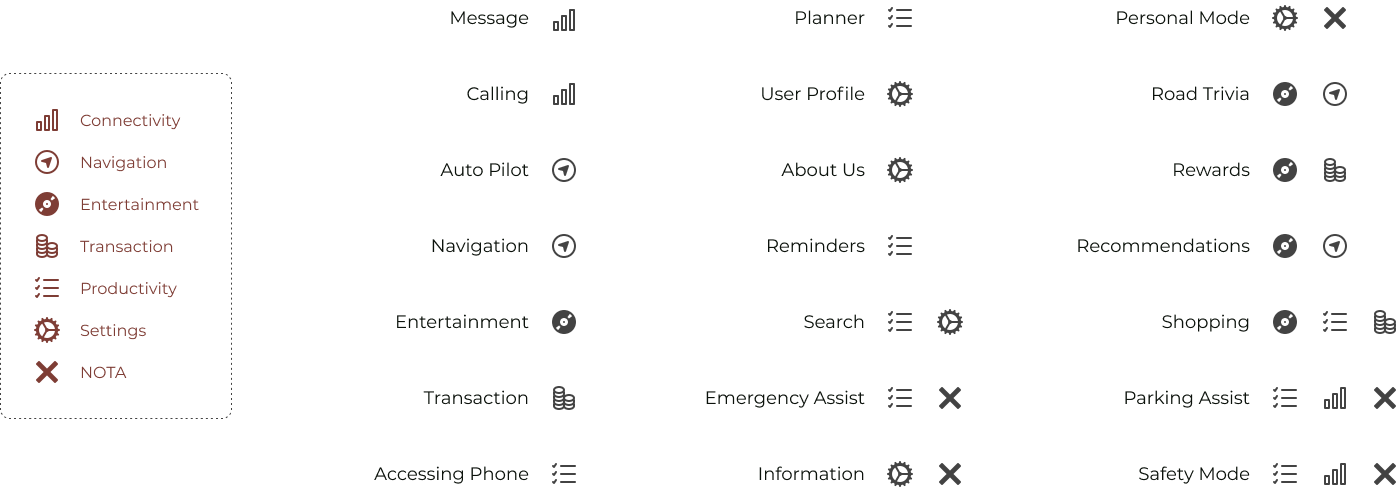 Message
Planner
Personal Mode
Connectivity
Navigation
Entertainment
Transaction
Productivity
Settings
NOTA
Calling
User Profile
Road Trivia
Auto Pilot
About Us
Rewards
Navigation
Reminders
Recommendations
Entertainment
Search
Shopping
Transaction
Emergency Assist
Parking Assist
Accessing Phone
Information
Safety Mode